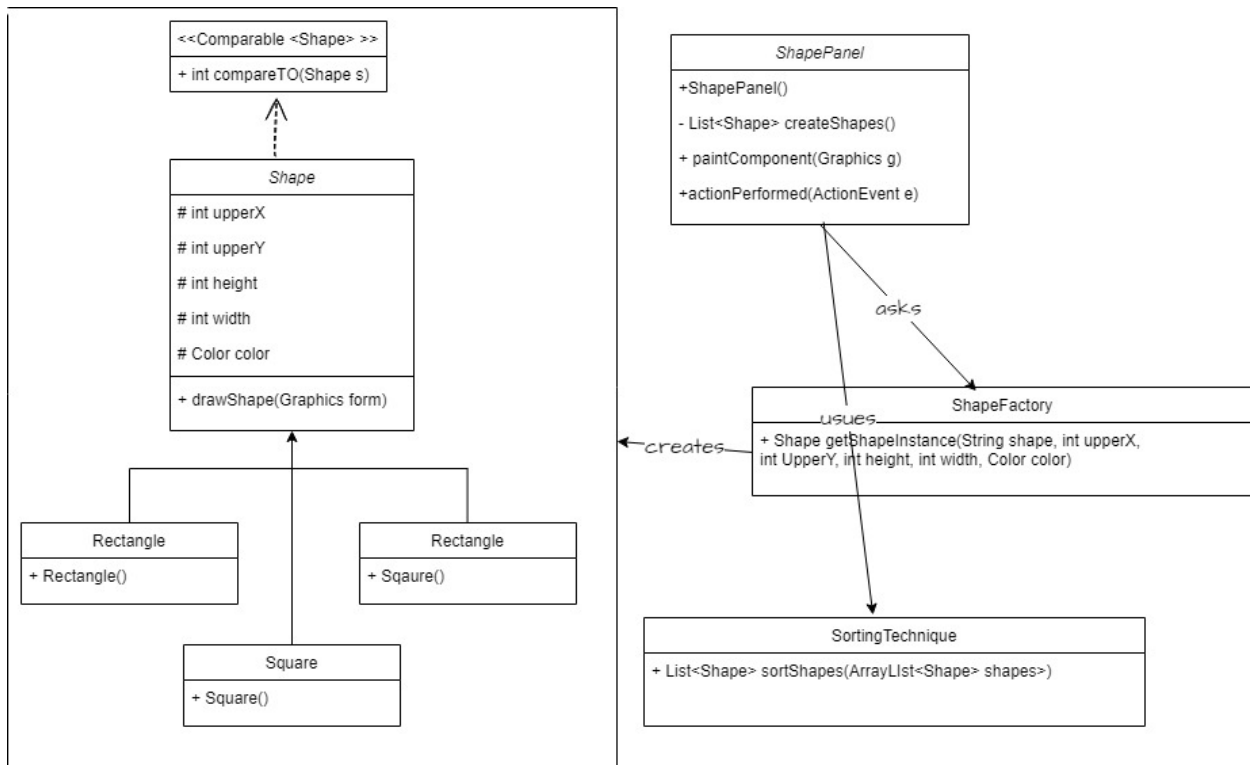 <<Comparable <Shape> >>
+ int compareTO(Shape s)
Shape
# int upperX
# int upperY
# int height
# int width
# Color color
+ drawShape(Graphics form)
Rectangle
+ Rectangle()
Rectangle
+ Sqaure()
Square
+ Square()
ShapePanel
+ShapePanel()
- List<Shape> createShapes()
+ paintComponent(Graphics g)
+actionPerformed(ActionEvent e)
asks
usues
creates
ShapeFactory
+ Shape getShapeInstance(String shape, int upperX,
int UpperY, int height, int width, Color color)
SortingTechnique
+ List<Shape> sortShapes(ArrayLIst<Shape> shapes>)